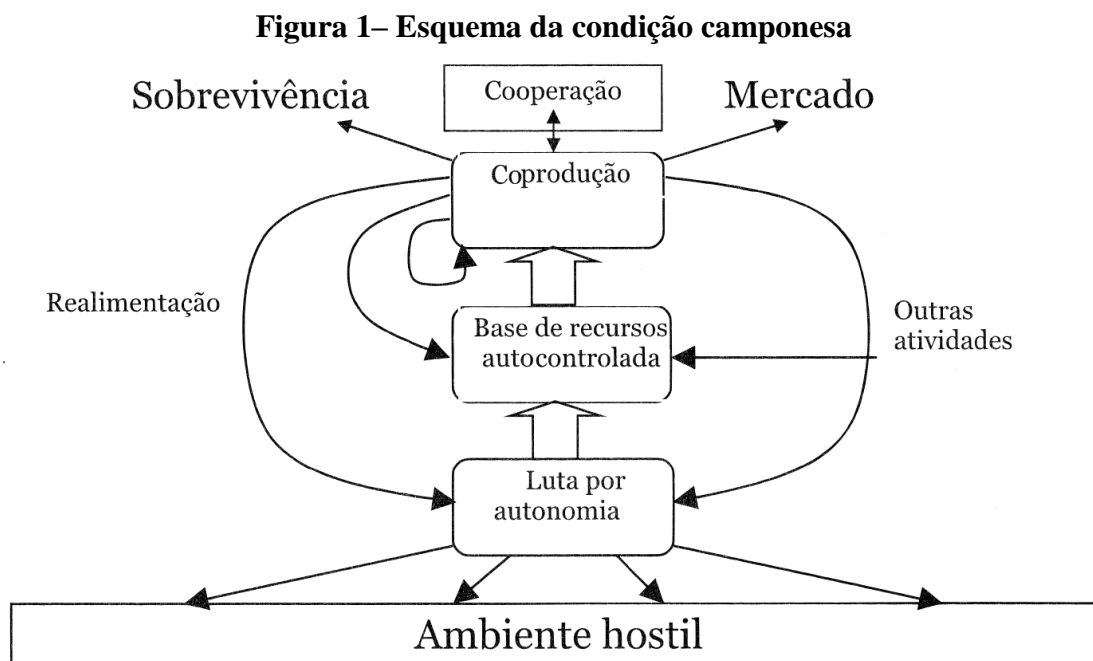 Figura 1– Esquema da condição camponesa
Sobrevivência
Cooperação
Mercado
Coprodução
Realimentação
Base de recursos
autocontrolada
Outras
atividades
Luta por
autonomia
Ambiente hostil